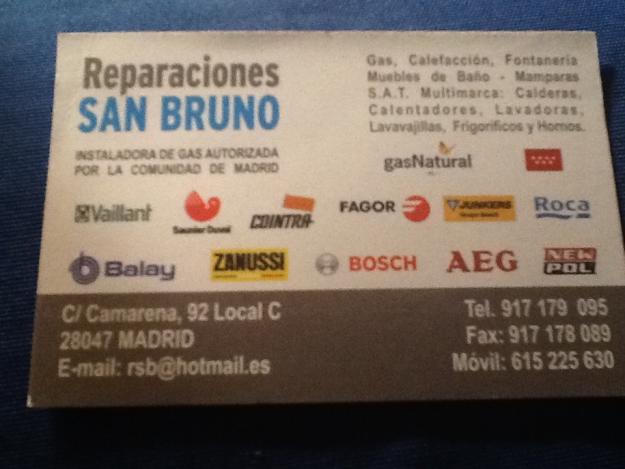 Reparaciones
SAN BRUNO
INSTALADORA DE GAS AUTORIZADA
POR LA COMUNIDAD DE MADRID
Gas, Calefacción, Fontanería
Muebles de Baño - Mamparas
S.A.T. Multimarca: Calderas,
Calentadores, Lavadoras,
Lavavajillas, Frigorificos y Hornos.
gasNatural
Vaillant
Saunier Duval
COINTRA
FAGOR
JUNKERS
Grupo Bosch
Roca
Balay
ZANUSSI
BOSCH
AEG
NEW
POL
C/ Camarena, 92 Local C
28047 MADRID
E-mail: rsb@hotmail.es
Tel. 917 179 095
Fax: 917 178 089
Móvil: 615 225 630